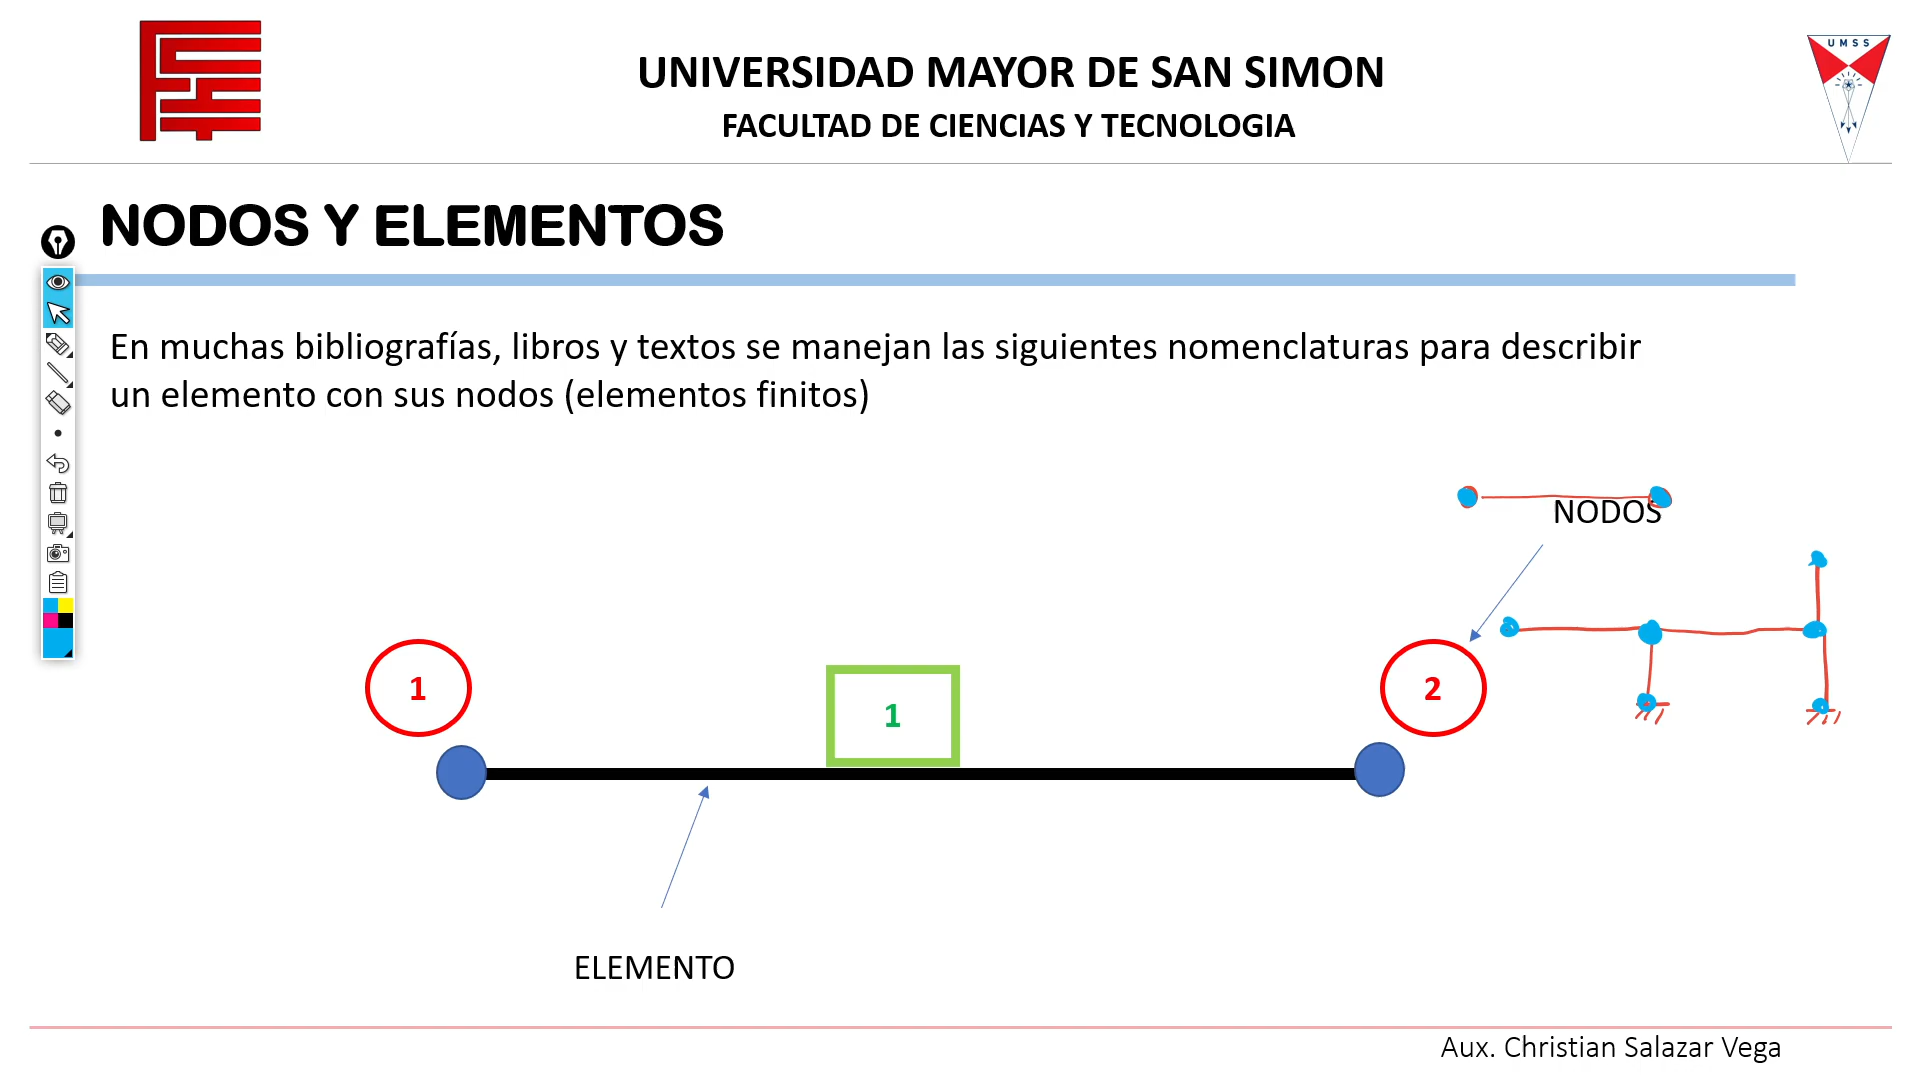 UNIVERSIDAD MAYOR DE SAN SIMON
FACULTAD DE CIENCIAS Y TECNOLOGIA
UMSS
NODOS Y ELEMENTOS
En muchas bibliografías, libros y textos se manejan las siguientes nomenclaturas para describir
un elemento con sus nodos (elementos finitos)
NODOS
1
1
2
ELEMENTO
Aux. Christian Salazar Vega